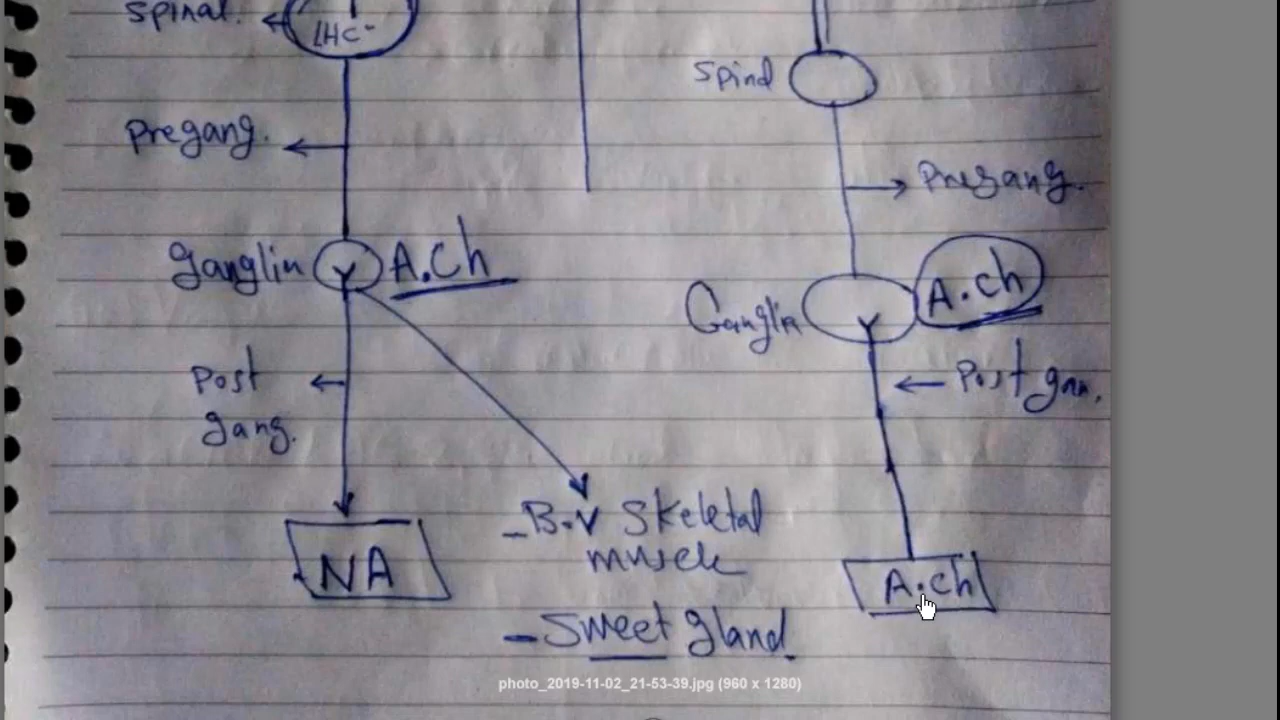 spinal.
LHC
Pregang.
ganglin
A.Ch
Post
gang.
NA
- B.V Skeletal
muscle
- Sweet gland.
Spind
Pregang.
Ganglin
A.ch
Post gan.
A.ch
photo_2019-11-02_21-53-39.jpg (960 x 1280)